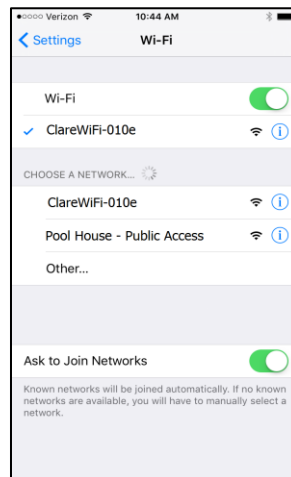 Verizon 10:44 AM
Settings Wi-Fi
Wi-Fi
ClareWiFi-010e
CHOOSE A NETWORK...
ClareWiFi-010e
Pool House - Public Access
Other...
Ask to Join Networks
Known networks will be joined automatically. If no known
networks are available, you will have to manually select a
network.